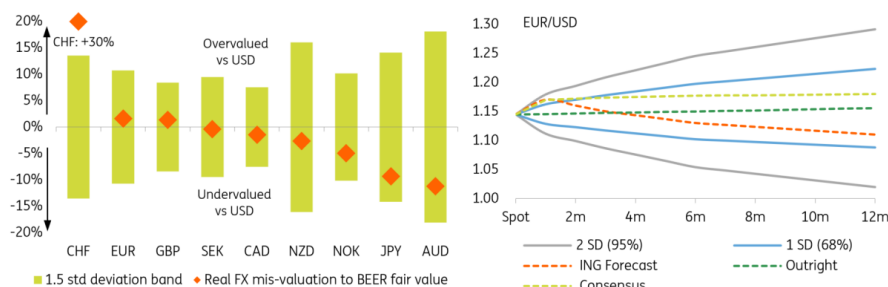 20%
CHF: +30%
15%
10%
5%
0%
-5%
-10%
-15%
-20%
Overvalued
vs USD
Undervalued
vs USD
CHF EUR GBP SEK CAD NZD NOK JPY AUD
1.5 std deviation band Real FX mis-valuation to BEER fair value
EUR/USD
1.30
1.25
1.20
1.15
1.10
1.05
1.00
Spot 2m 4m 6m 8m 10m 12m
2 SD (95%) 1 SD (68%)
ING Forecast Outright
Consensus